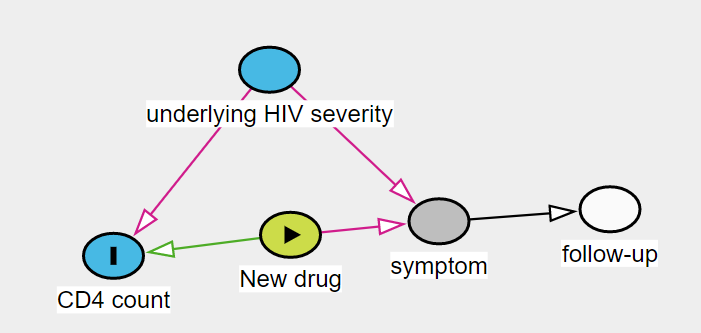 underlying HIV severity
follow-up
symptom
New drug
CD4 count